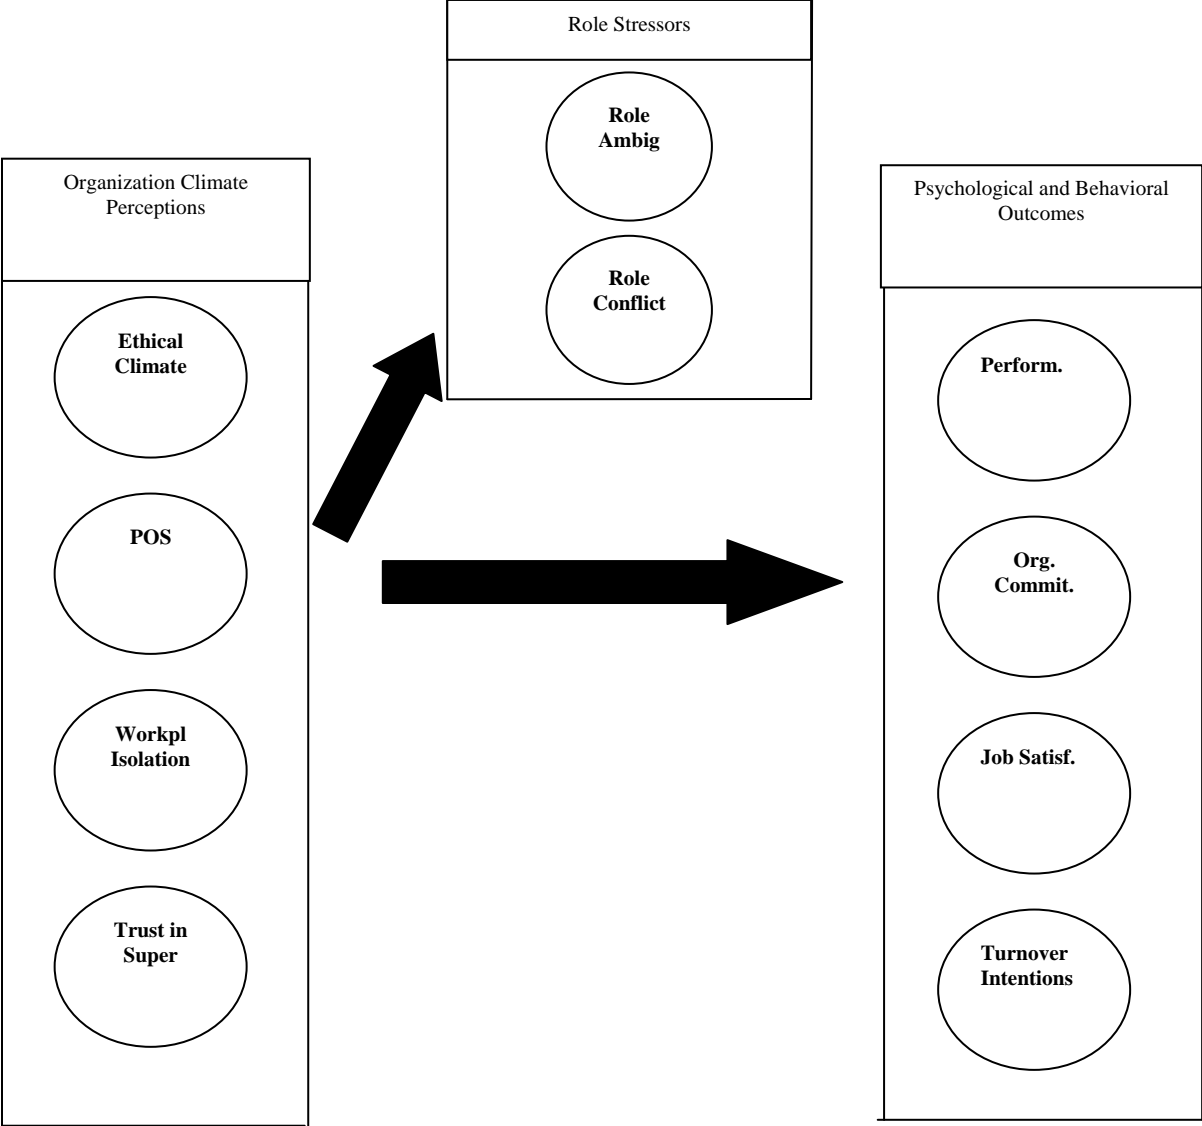 Role Stressors
Role
Ambig
Role
Conflict
Organization Climate
Perceptions
Ethical
Climate
POS
Workpl
Isolation
Trust in
Super
Psychological and Behavioral
Outcomes
Perform.
Org.
Commit.
Job Satisf.
Turnover
Intentions